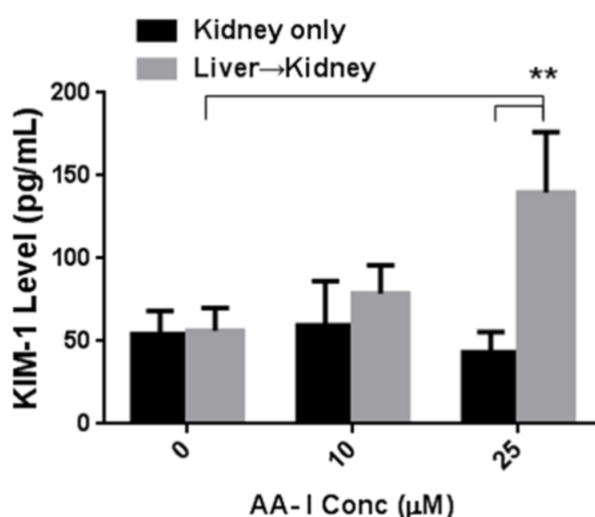 Kidney only
Liver→Kidney
**
200
150
100
50
0
KIM-1 Level (pg/mL)
0
10
25
AA- I Conc (μM)